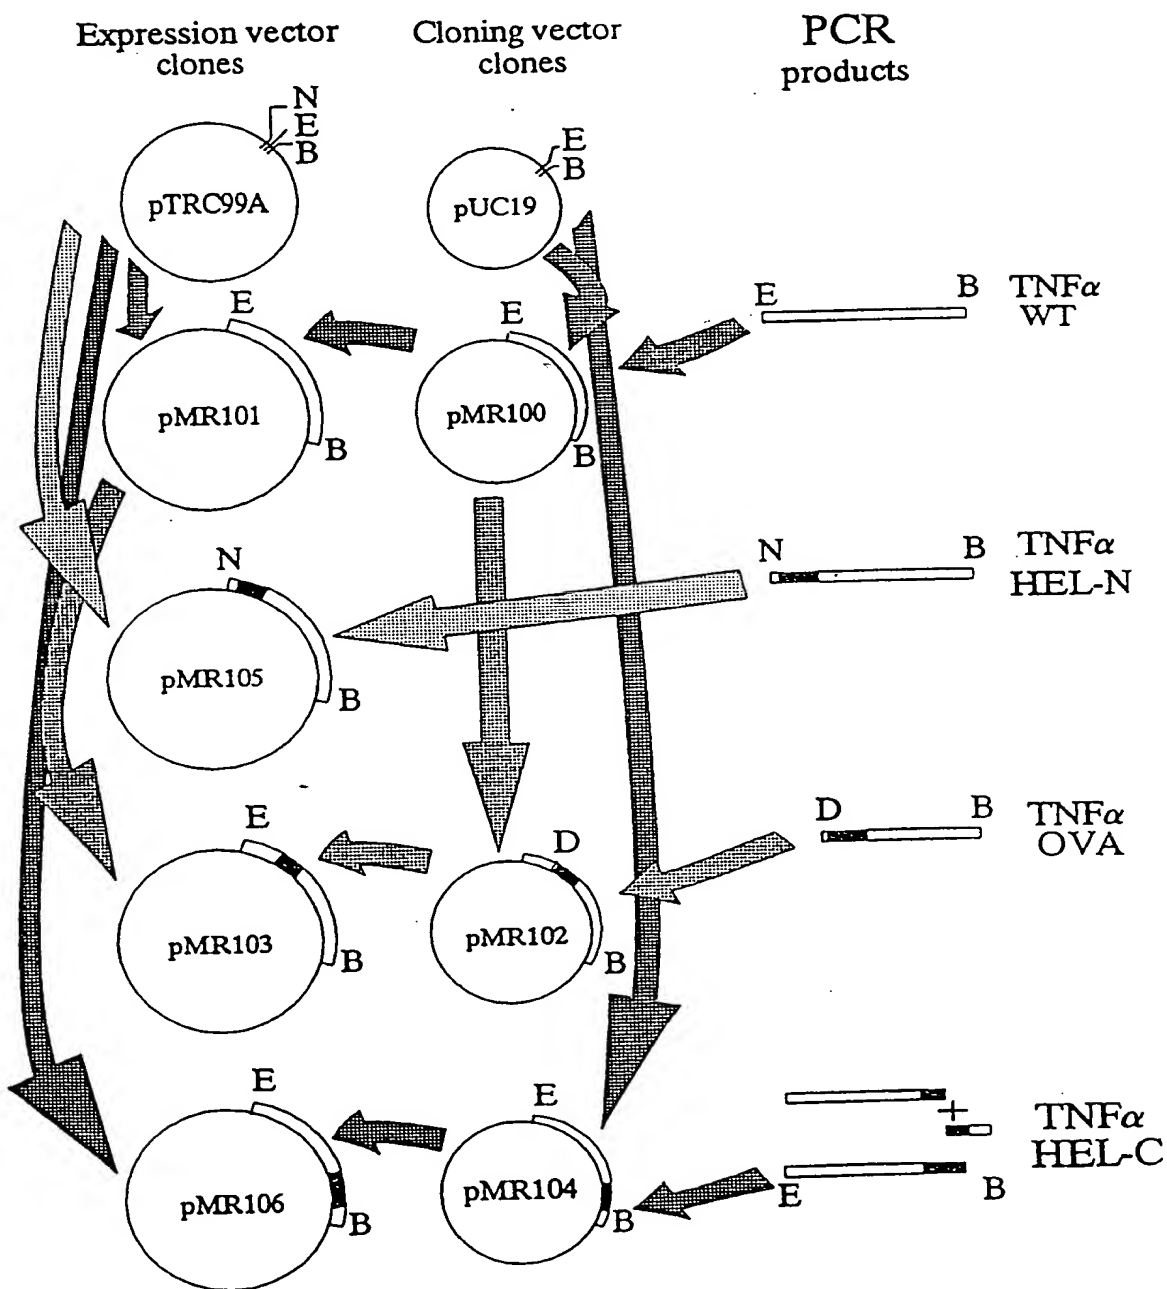 Expression vector
clones
Cloning vector
clones
PCR
products
N
E
B
pTRC99A
E
B
pUC19
E
B
TNFα
WT
E
pMR101
B
E
pMR100
B
N
B
TNFα
HEL-N
N
pMR105
B
D
B
TNFα
OVA
E
pMR103
B
D
pMR102
B
E
pMR106
B
E
pMR104
B
+
E
B
TNFα
HEL-C